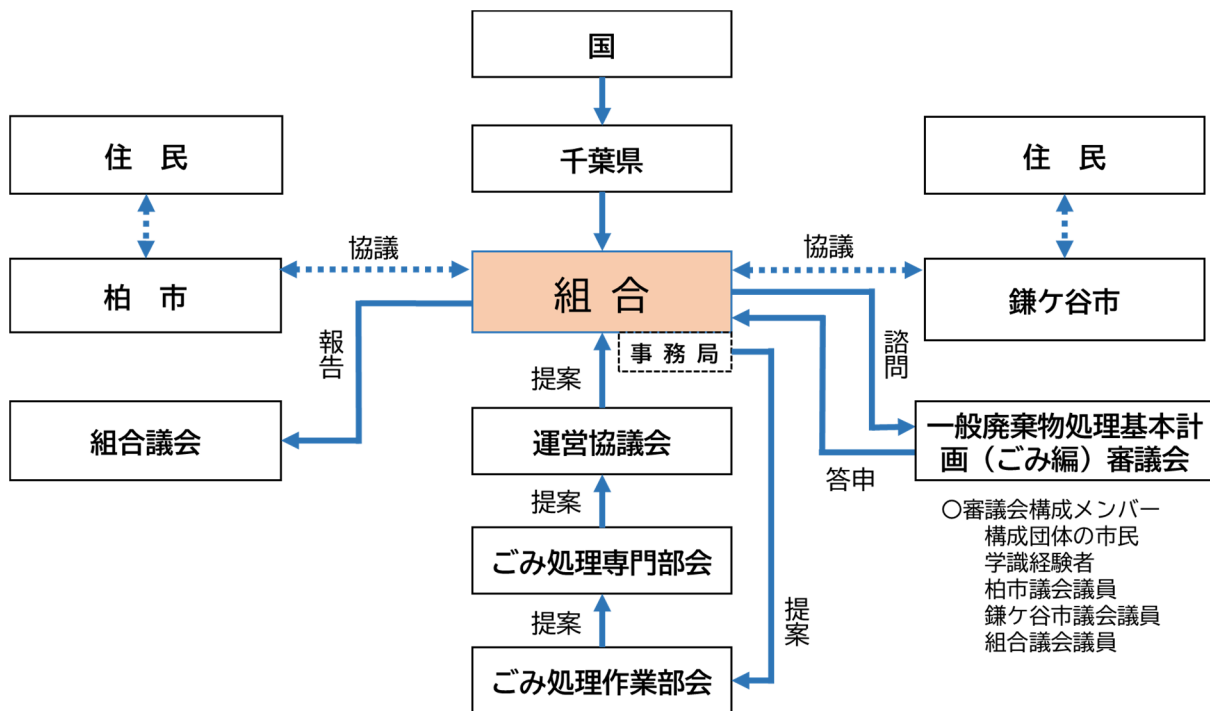 国
住　民
千葉県
住　民
協議
協議
柏　市
組 合
鎌ケ谷市
報告
事 務 局
諮問
提案
組合議会
運営協議会
一般廃棄物処理基本計
画（ごみ編）審議会
答申
提案
〇審議会構成メンバー
構成団体の市民
学識経験者
柏市議会議員
鎌ケ谷市議会議員
組合議会議員
ごみ処理専門部会
提案
提案
ごみ処理作業部会